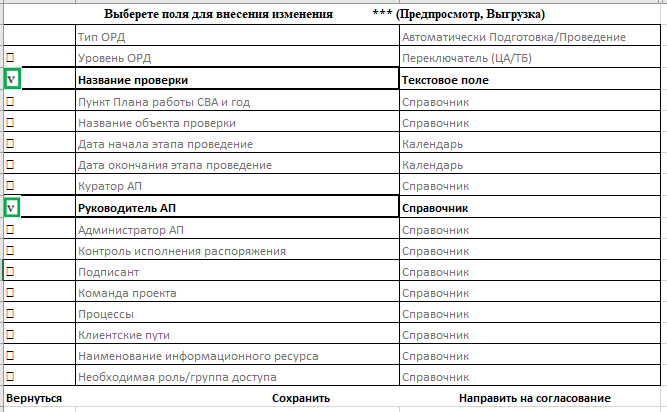 Выберете поля для внесения изменения *** (Предпросмотр, Выгрузка)
Тип ОРД Автоматически Подготовка/Проведение
Уровень ОРД Переключатель (ЦА/ТБ)
v Название проверки Текстовое поле
Пункт Плана работы СВА и год Справочник
Название объекта проверки Справочник
Дата начала этапа проведение Календарь
Дата окончания этапа проведение Календарь
Куратор АП Справочник
v Руководитель АП Справочник
Администратор АП Справочник
Контроль исполнения распоряжения Справочник
Подписант Справочник
Команда проекта Справочник
Процессы Справочник
Клиентские пути Справочник
Наименование информационного ресурса Справочник
Необходимая роль/группа доступа Справочник
Вернуться Сохранить Направить на согласование